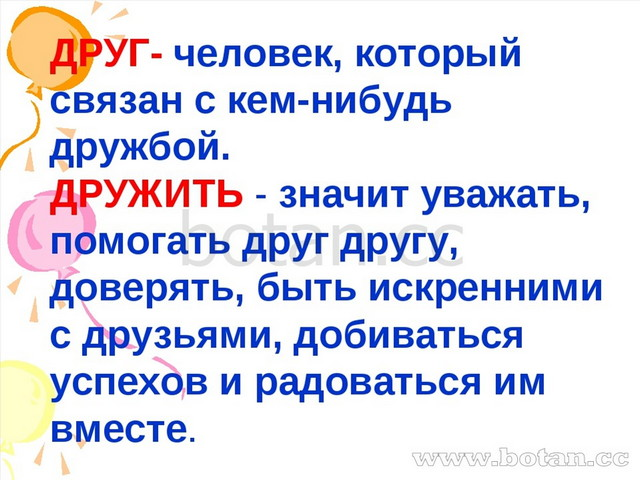 ДРУГ- человек, который
связан с кем-нибудь
дружбой.
ДРУЖИТЬ - значит уважать,
помогать друг другу,
доверять, быть искренними
с друзьями, добиваться
успехов и радоваться им
вместе.
botan.cc
www.botan.cc